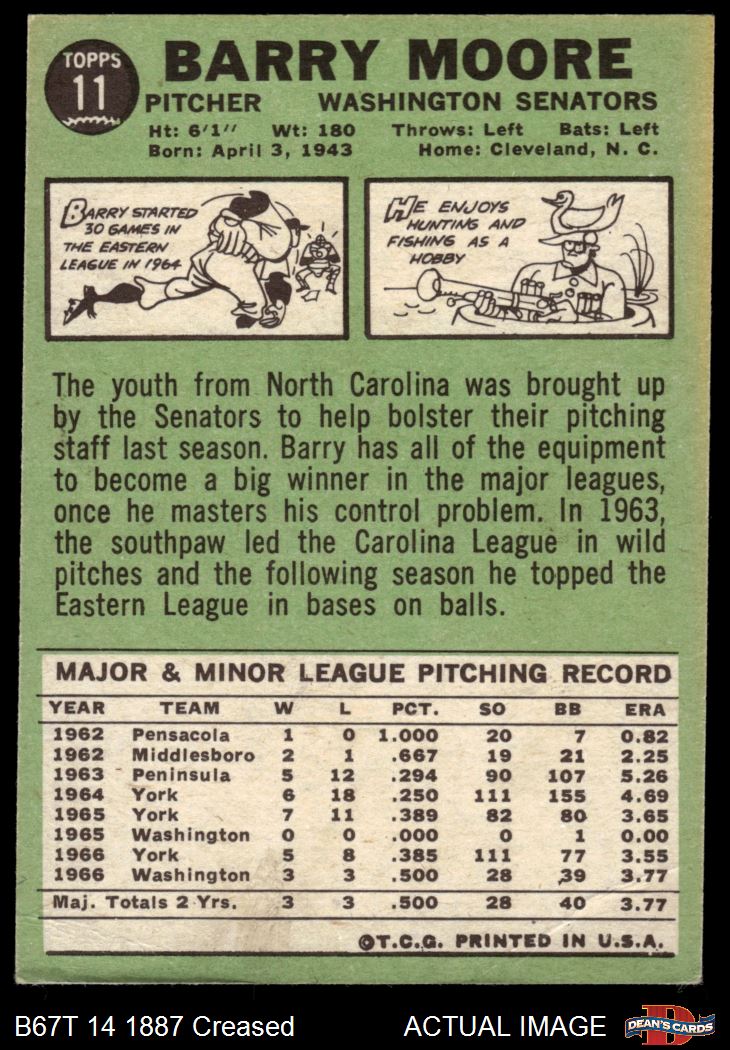 TOPPS
11
BARRY MOORE
PITCHER WASHINGTON SENATORS
Ht: 6'1" Wt: 180 Throws: Left Bats: Left
Born: April 3, 1943 Home: Cleveland, N. C.
BARRY STARTED
30 GAMES IN
THE EASTERN
LEAGUE IN 1964
HE ENJOYS
HUNTING AND
FISHING AS A
HOBBY
The youth from North Carolina was brought up
by the Senators to help bolster their pitching
staff last season. Barry has all of the equipment
to become a big winner in the major leagues,
once he masters his control problem. In 1963,
the southpaw led the Carolina League in wild
pitches and the following season he topped the
Eastern League in bases on balls.
MAJOR & MINOR LEAGUE PITCHING RECORD
YEAR TEAM W L PCT. SO BB ERA
1962 Pensacola 1 0 1.000 20 7 0.82
1962 Middlesboro 2 1 .667 19 21 2.25
1963 Peninsula 5 12 .294 90 107 5.26
1964 York 6 18 .250 111 155 4.69
1965 York 7 11 .389 82 80 3.65
1965 Washington 0 0 .000 0 1 0.00
1966 York 5 8 .385 111 77 3.55
1966 Washington 3 3 .500 28 39 3.77
Maj. Totals 2 Yrs. 3 3 .500 28 40 3.77
©T.C.G. PRINTED IN U.S.A.
B67T 14 1887 Creased ACTUAL IMAGE
D
DEAN'S CARDS